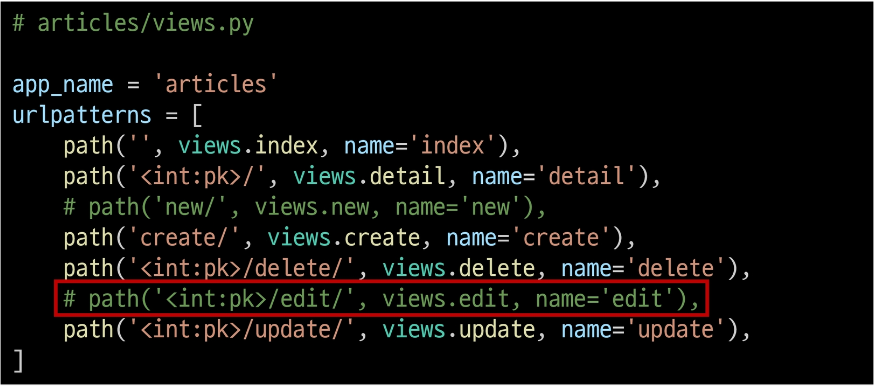 # articles/views.py
app_name = 'articles'
urlpatterns = [
    path('', views.index, name='index'),
    path('<int:pk>/', views.detail, name='detail'),
    # path('new/', views.new, name='new'),
    path('create/', views.create, name='create'),
    path('<int:pk>/delete/', views.delete, name='delete'),
    # path('<int:pk>/edit/', views.edit, name='edit'),
    path('<int:pk>/update/', views.update, name='update'),
]